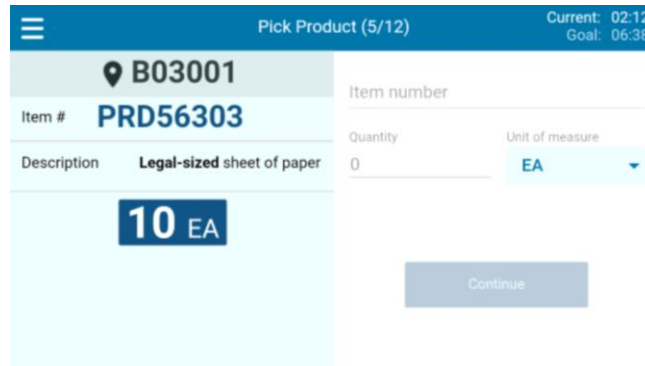 Pick Product (5/12)
Current: 02:12
Goal: 06:38
B03001
Item # PRD56303
Description Legal-sized sheet of paper
10 EA
Item number
Quantity Unit of measure
0 EA
Continue